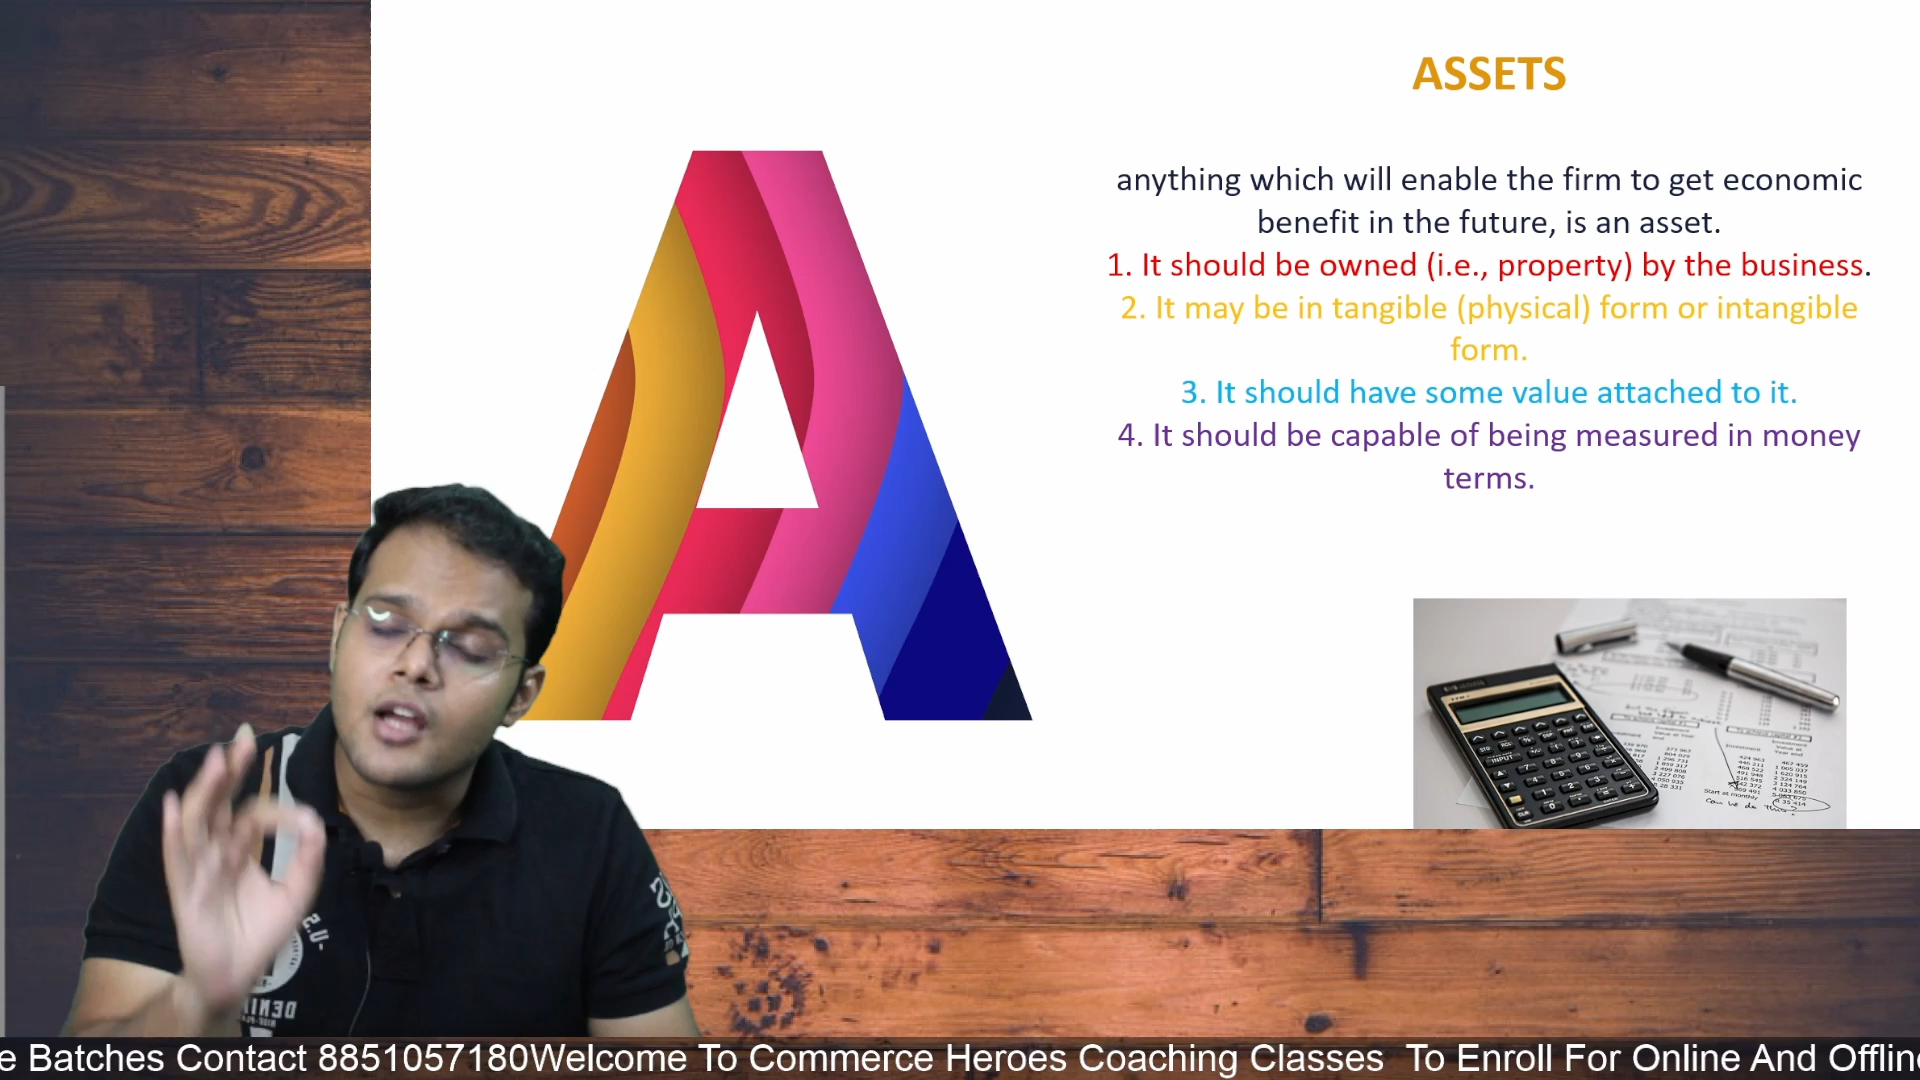 ASSETS
anything which will enable the firm to get economic
benefit in the future, is an asset.
1. It should be owned (i.e., property) by the business.
2. It may be in tangible (physical) form or intangible
form.
3. It should have some value attached to it.
4. It should be capable of being measured in money
terms.
INPUT
DENIM
e Batches Contact 8851057180Welcome To Commerce Heroes Coaching Classes To Enroll For Online And Offline